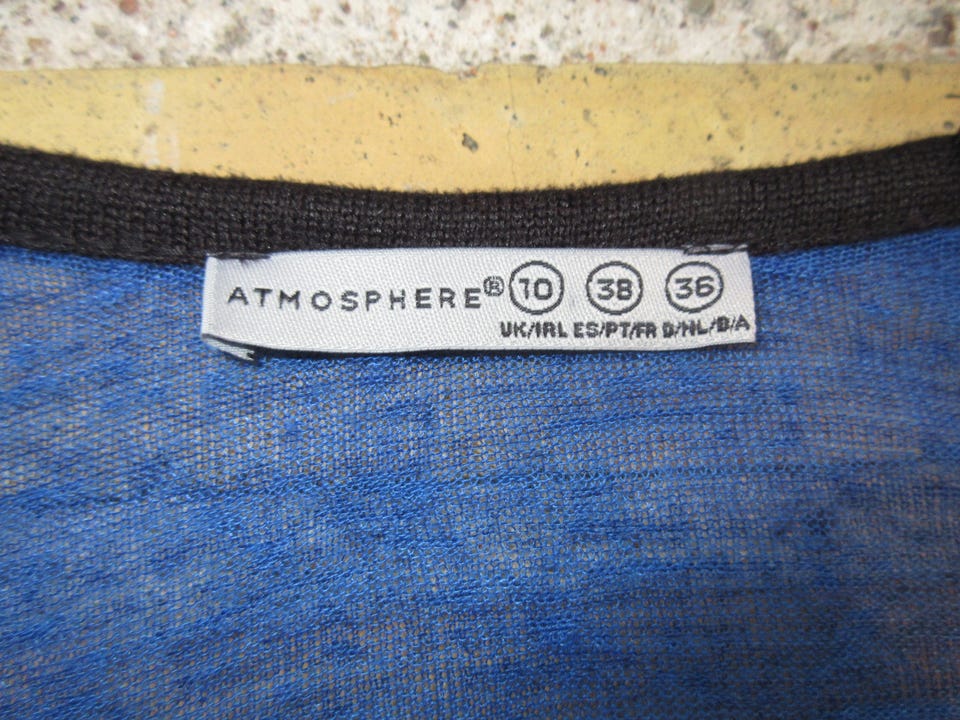 ATMOSPHERE® 10 38 36
UK/IRL ES/PT/FR D/NL/B/A